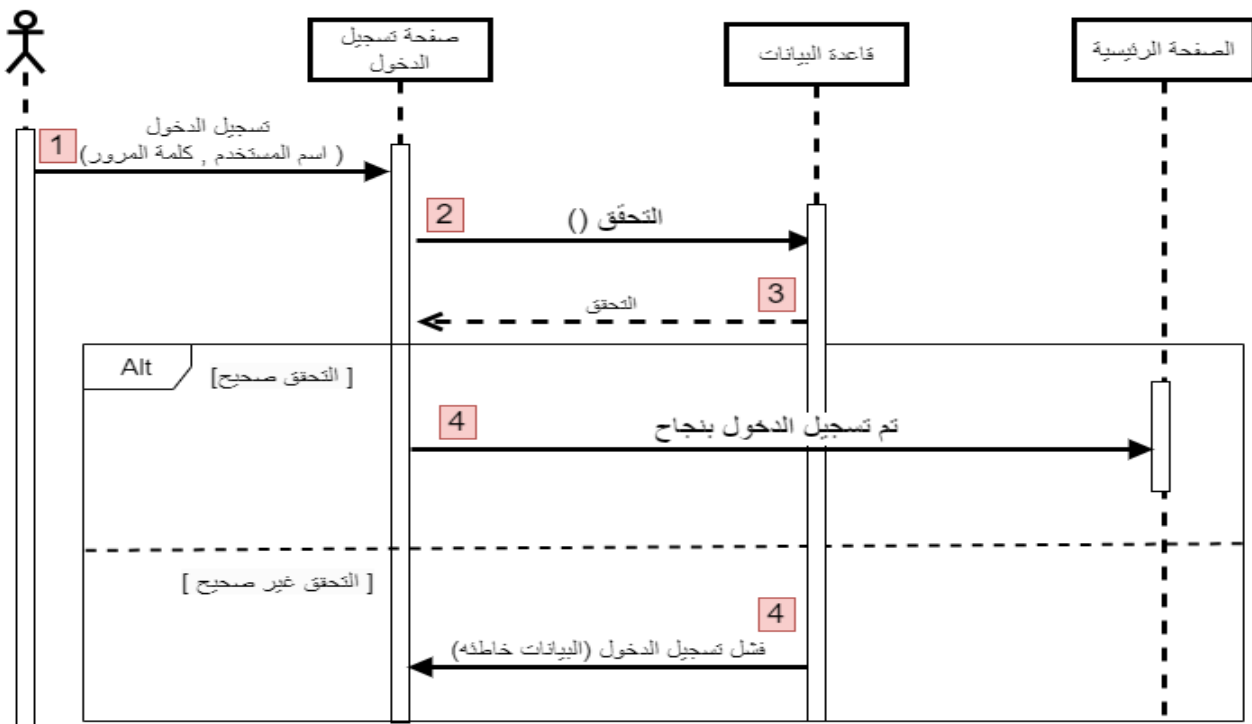 صفحة تسجيل
الدخول
قاعدة البيانات
الصفحة الرئيسية
1
تسجيل الدخول
( اسم المستخدم , كلمة المرور)
2
التحقّق ()
3
التحقق
Alt
[ التحقق صحيح]
4
تم تسجيل الدخول بنجاح
[ التحقق غير صحيح ]
4
فشل تسجيل الدخول (البيانات خاطئه)